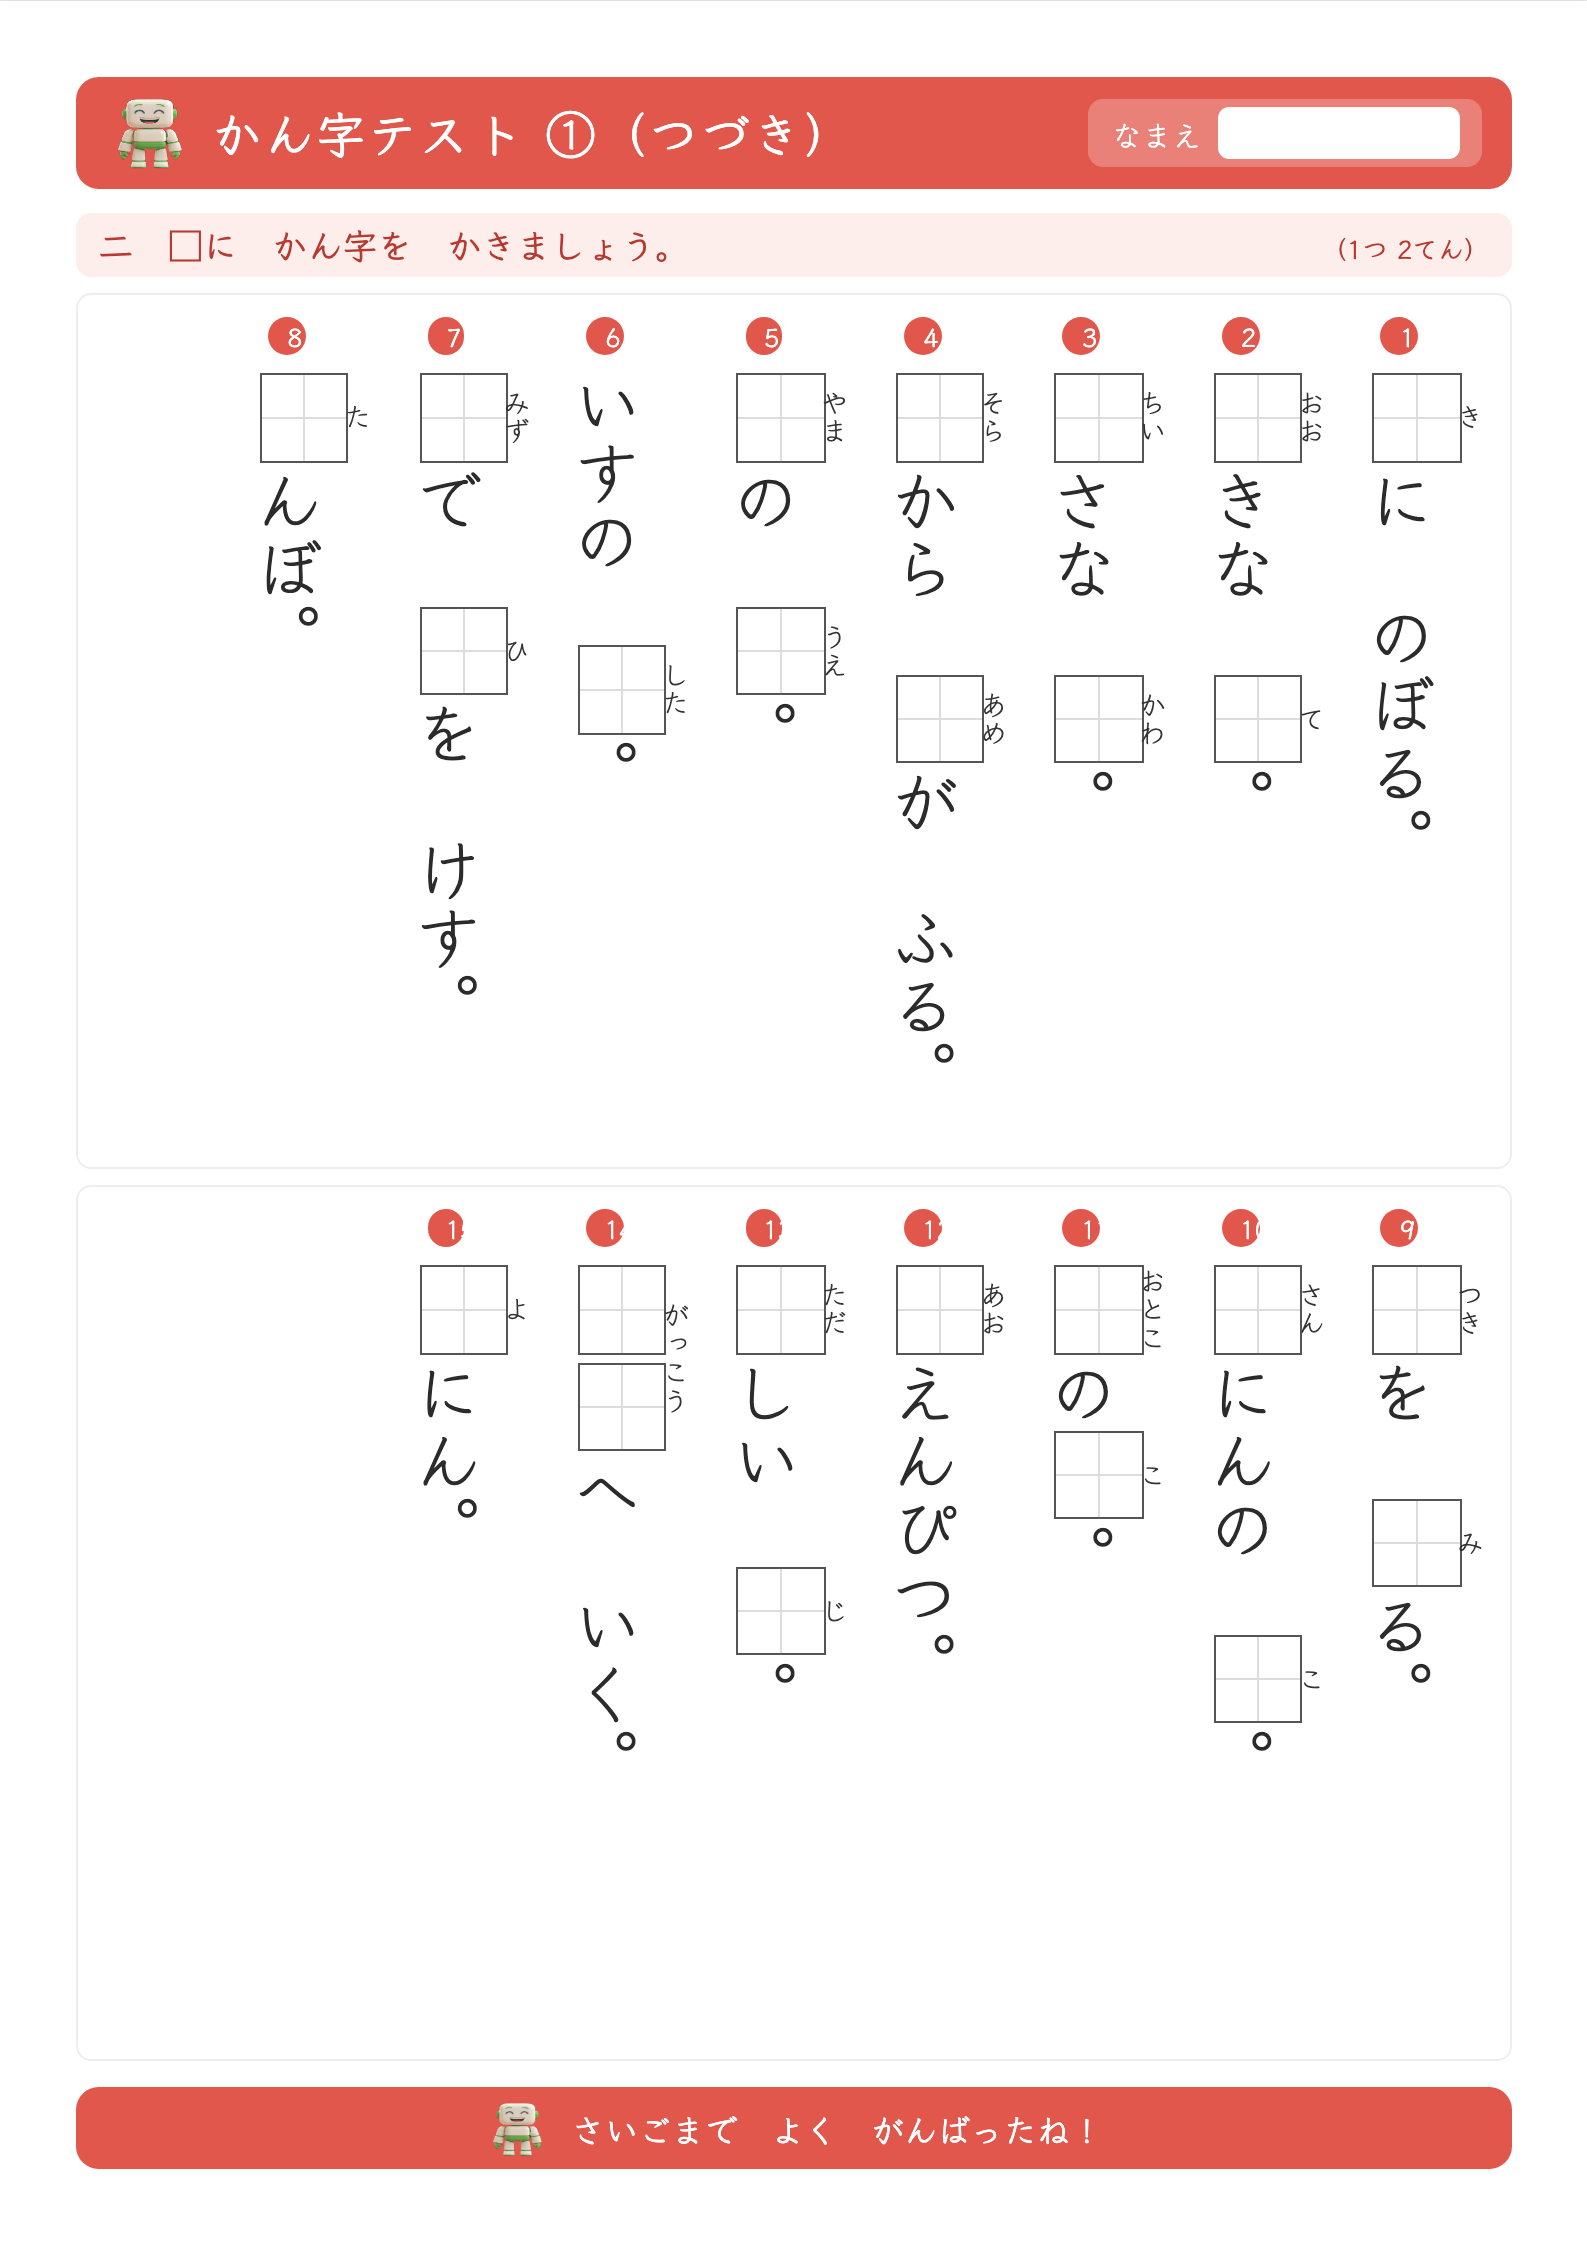 かん字テスト ①（つづき）
なまえ
二　□に　かん字を　かきましょう。
（1つ 2てん）
1
□に　のぼる。
き
2
□きな　□。
おお
て
3
□さな　□。
ちい
かわ
4
□から　□が　ふる。
そら
あめ
5
□の　□。
やま
うえ
6
いすの　□。
した
7
□で　□を　けす。
みず
ひ
8
□んぼ。
た
9
□を　□る。
つき
み
10
□にんの　□。
さん
こ
1
□の□。
おとこ
こ
1
□えんぴつ。
あお
1
□しい　□。
ただ
じ
1
□□へ　いく。
がっこう
1
□にん。
よ
さいごまで　よく　がんばったね！